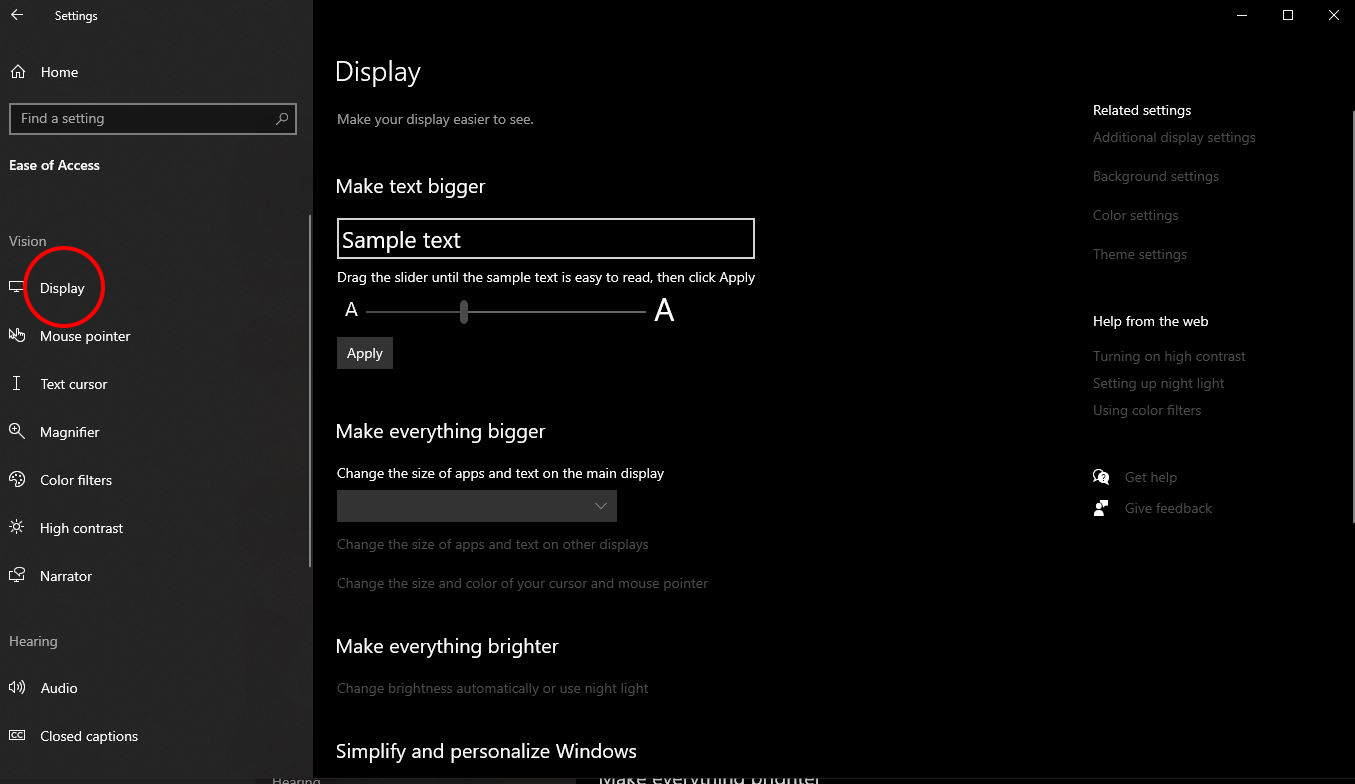 Settings
Home
Find a setting
Ease of Access
Vision
Display
Mouse pointer
Text cursor
Magnifier
Color filters
High contrast
Narrator
Hearing
Audio
CC
Closed captions
Display
Make your display easier to see.
Make text bigger
Sample text
Drag the slider until the sample text is easy to read, then click Apply
A A
Apply
Make everything bigger
Change the size of apps and text on the main display
Change the size of apps and text on other displays
Change the size and color of your cursor and mouse pointer
Make everything brighter
Change brightness automatically or use night light
Simplify and personalize Windows
Related settings
Additional display settings
Background settings
Color settings
Theme settings
Help from the web
Turning on high contrast
Setting up night light
Using color filters
Get help
Give feedback
Hearing
Make everything brighter